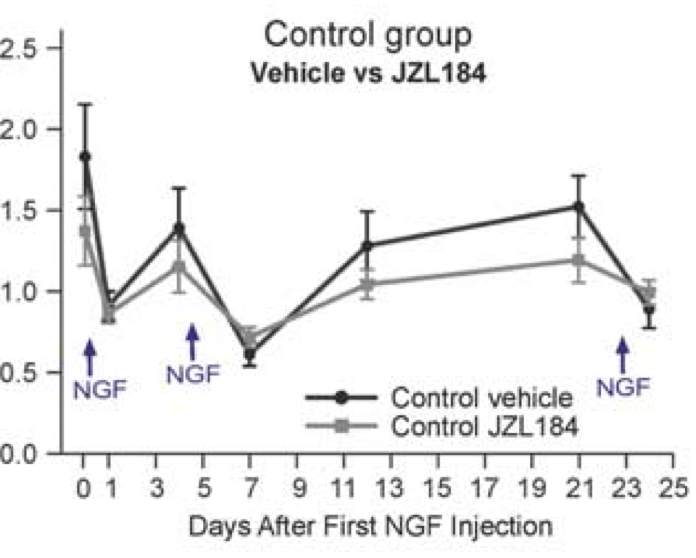 Control group
Vehicle vs JZL184
2.5
2.0
1.5
1.0
0.5
0.0
NGF
NGF
NGF
Control vehicle
Control JZL184
0 1 3 5 7 9 11 13 15 17 19 21 23 25
Days After First NGF Injection